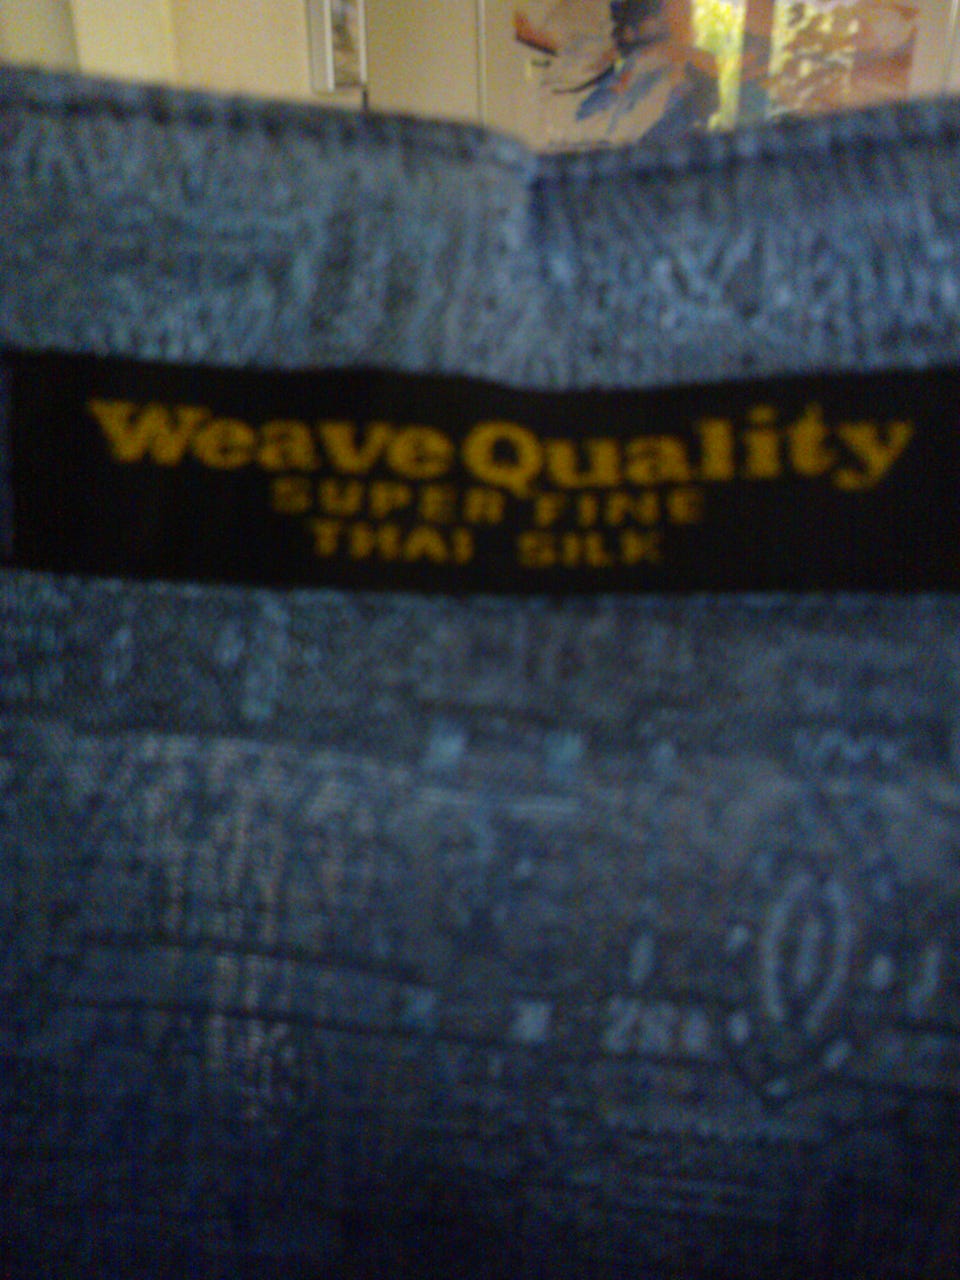 WeaveQuality
SUPER FINE
THAI SILK